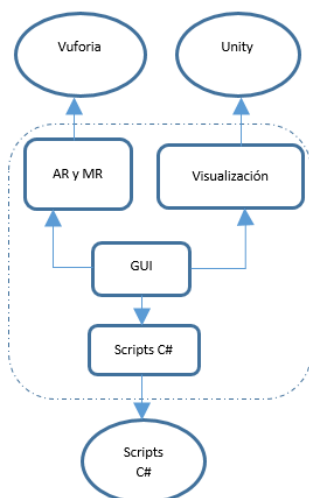 Vuforia
Unity
AR y MR
Visualización
GUI
Scripts C#
Scripts
C#